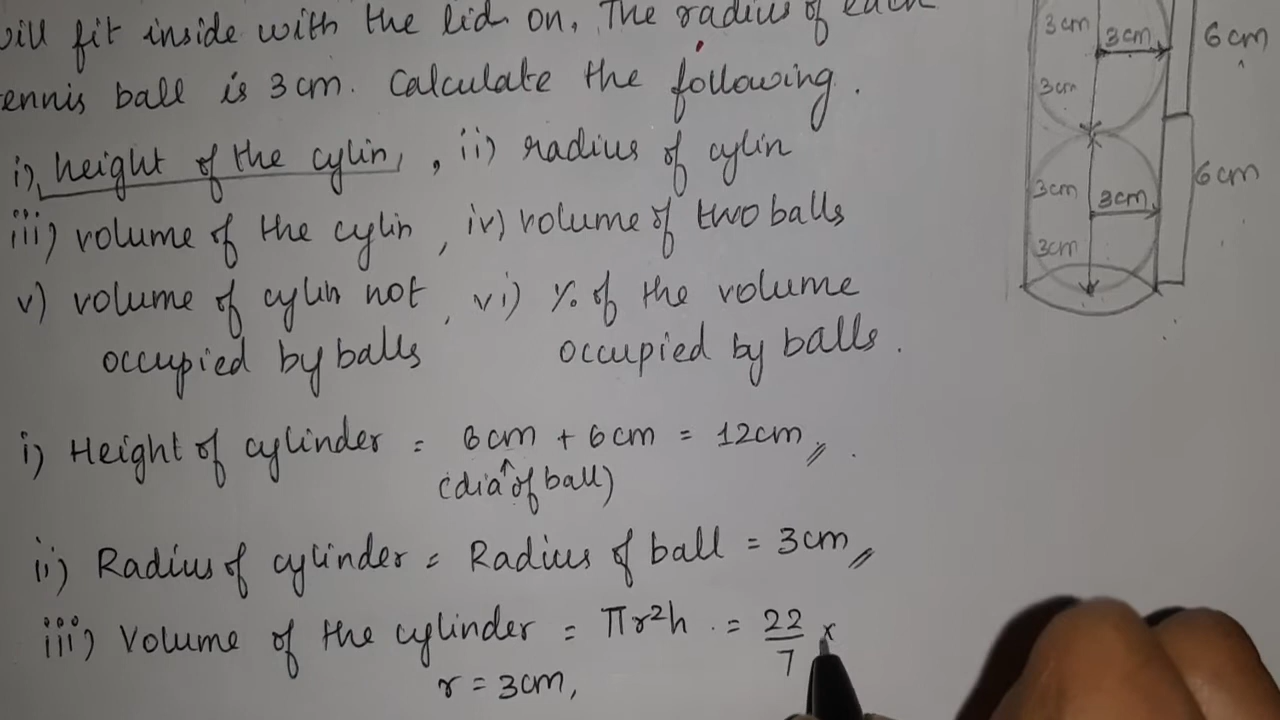 will fit inside with the lid on. The radius of each
tennis ball is 3cm. Calculate the following.
i), height of the cylin, , ii) radius of cylin
iii) volume of the cylin , iv) volume of two balls
v) volume of cylin not , vi) % of the volume
occupied by balls occupied by balls.
i) Height of cylinder = 6cm + 6cm = 12cm
(dia of ball)
ii) Radius of cylinder = Radius of ball = 3cm
iii) Volume of the cylinder = πr²h . = 22/7 x
r = 3cm,
3cm 3cm 6cm
3cm
3cm 3cm 6cm
3cm